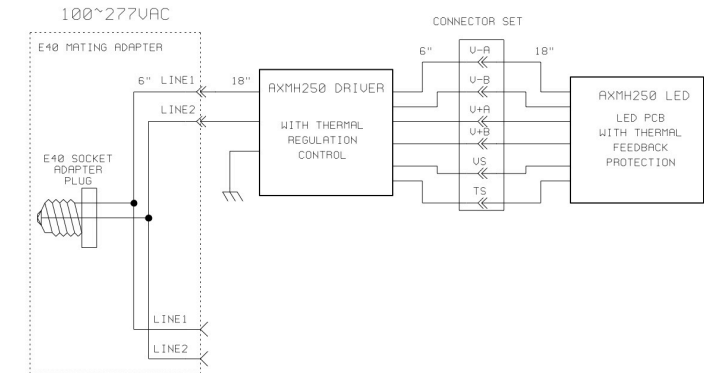 100~277VAC
CONNECTOR SET
E40 MATING ADAPTER
6" LINE1
18"
LINE2
AXMH250 DRIVER
WITH THERMAL
REGULATION
CONTROL
6"
V-A
18"
V-B
V+A
V+B
VS
TS
AXMH250 LED
LED PCB
WITH THERMAL
FEEDBACK
PROTECTION
E40 SOCKET
ADAPTER
PLUG
LINE1
LINE2